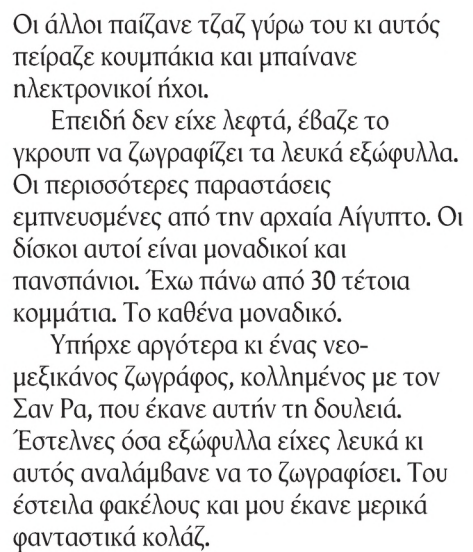 Οι άλλοι παίζανε τζαζ γύρω του κι αυτός
πείραζε κουμπάκια και μπαίνανε
ηλεκτρονικοί ήχοι.
Επειδή δεν είχε λεφτά, έβαζε το
γκρουπ να ζωγραφίζει τα λευκά εξώφυλλα.
Οι περισσότερες παραστάσεις
εμπνευσμένες από την αρχαία Αίγυπτο. Οι
δίσκοι αυτοί είναι μοναδικοί και
πανσπάνιοι. Έχω πάνω από 30 τέτοια
κομμάτια. Το καθένα μοναδικό.
Υπήρχε αργότερα κι ένας νεο-
μεξικάνος ζωγράφος, κολλημένος με τον
Σαν Ρα, που έκανε αυτήν τη δουλειά.
Έστελνες όσα εξώφυλλα είχες λευκά κι
αυτός αναλάμβανε να το ζωγραφίσει. Του
έστειλα φακέλους και μου έκανε μερικά
φανταστικά κολάζ.